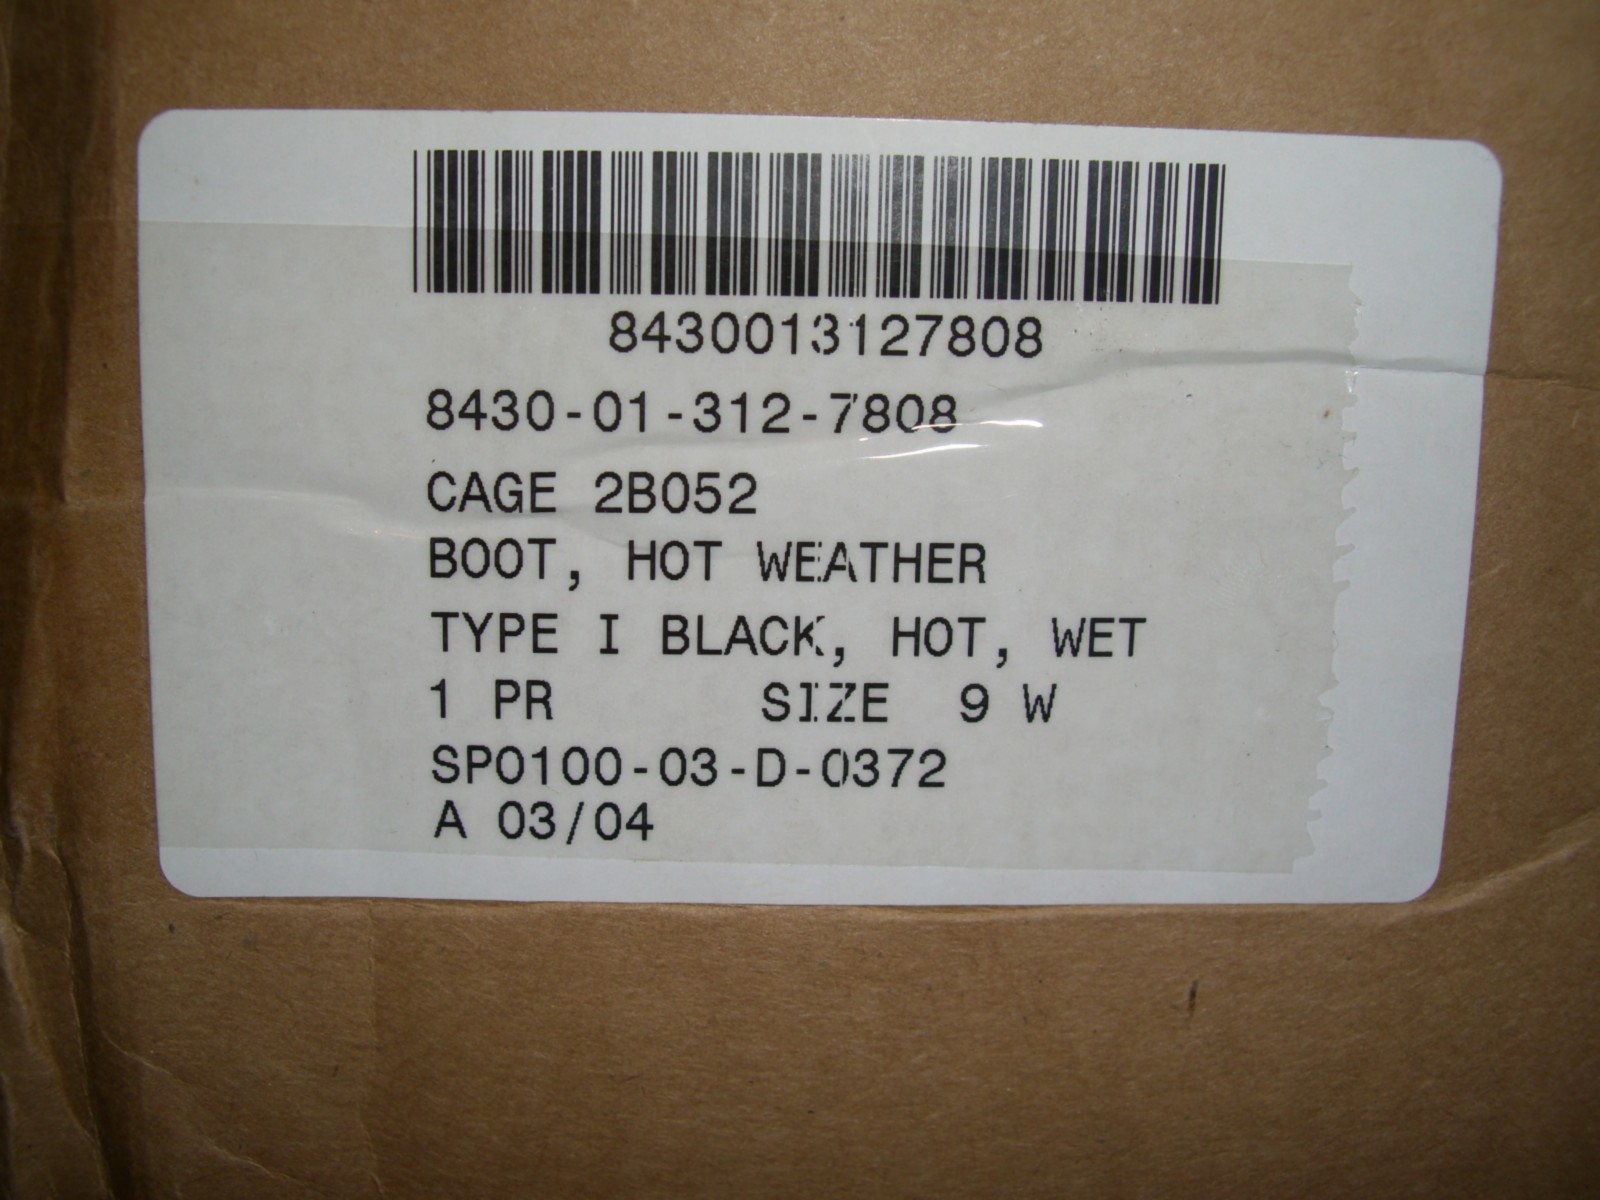 8430013127808
8430-01-312-7808
CAGE 2B052
BOOT, HOT WEATHER
TYPE I BLACK, HOT, WET
1 PR SIZE 9 W
SPO100-03-D-0372
A 03/04